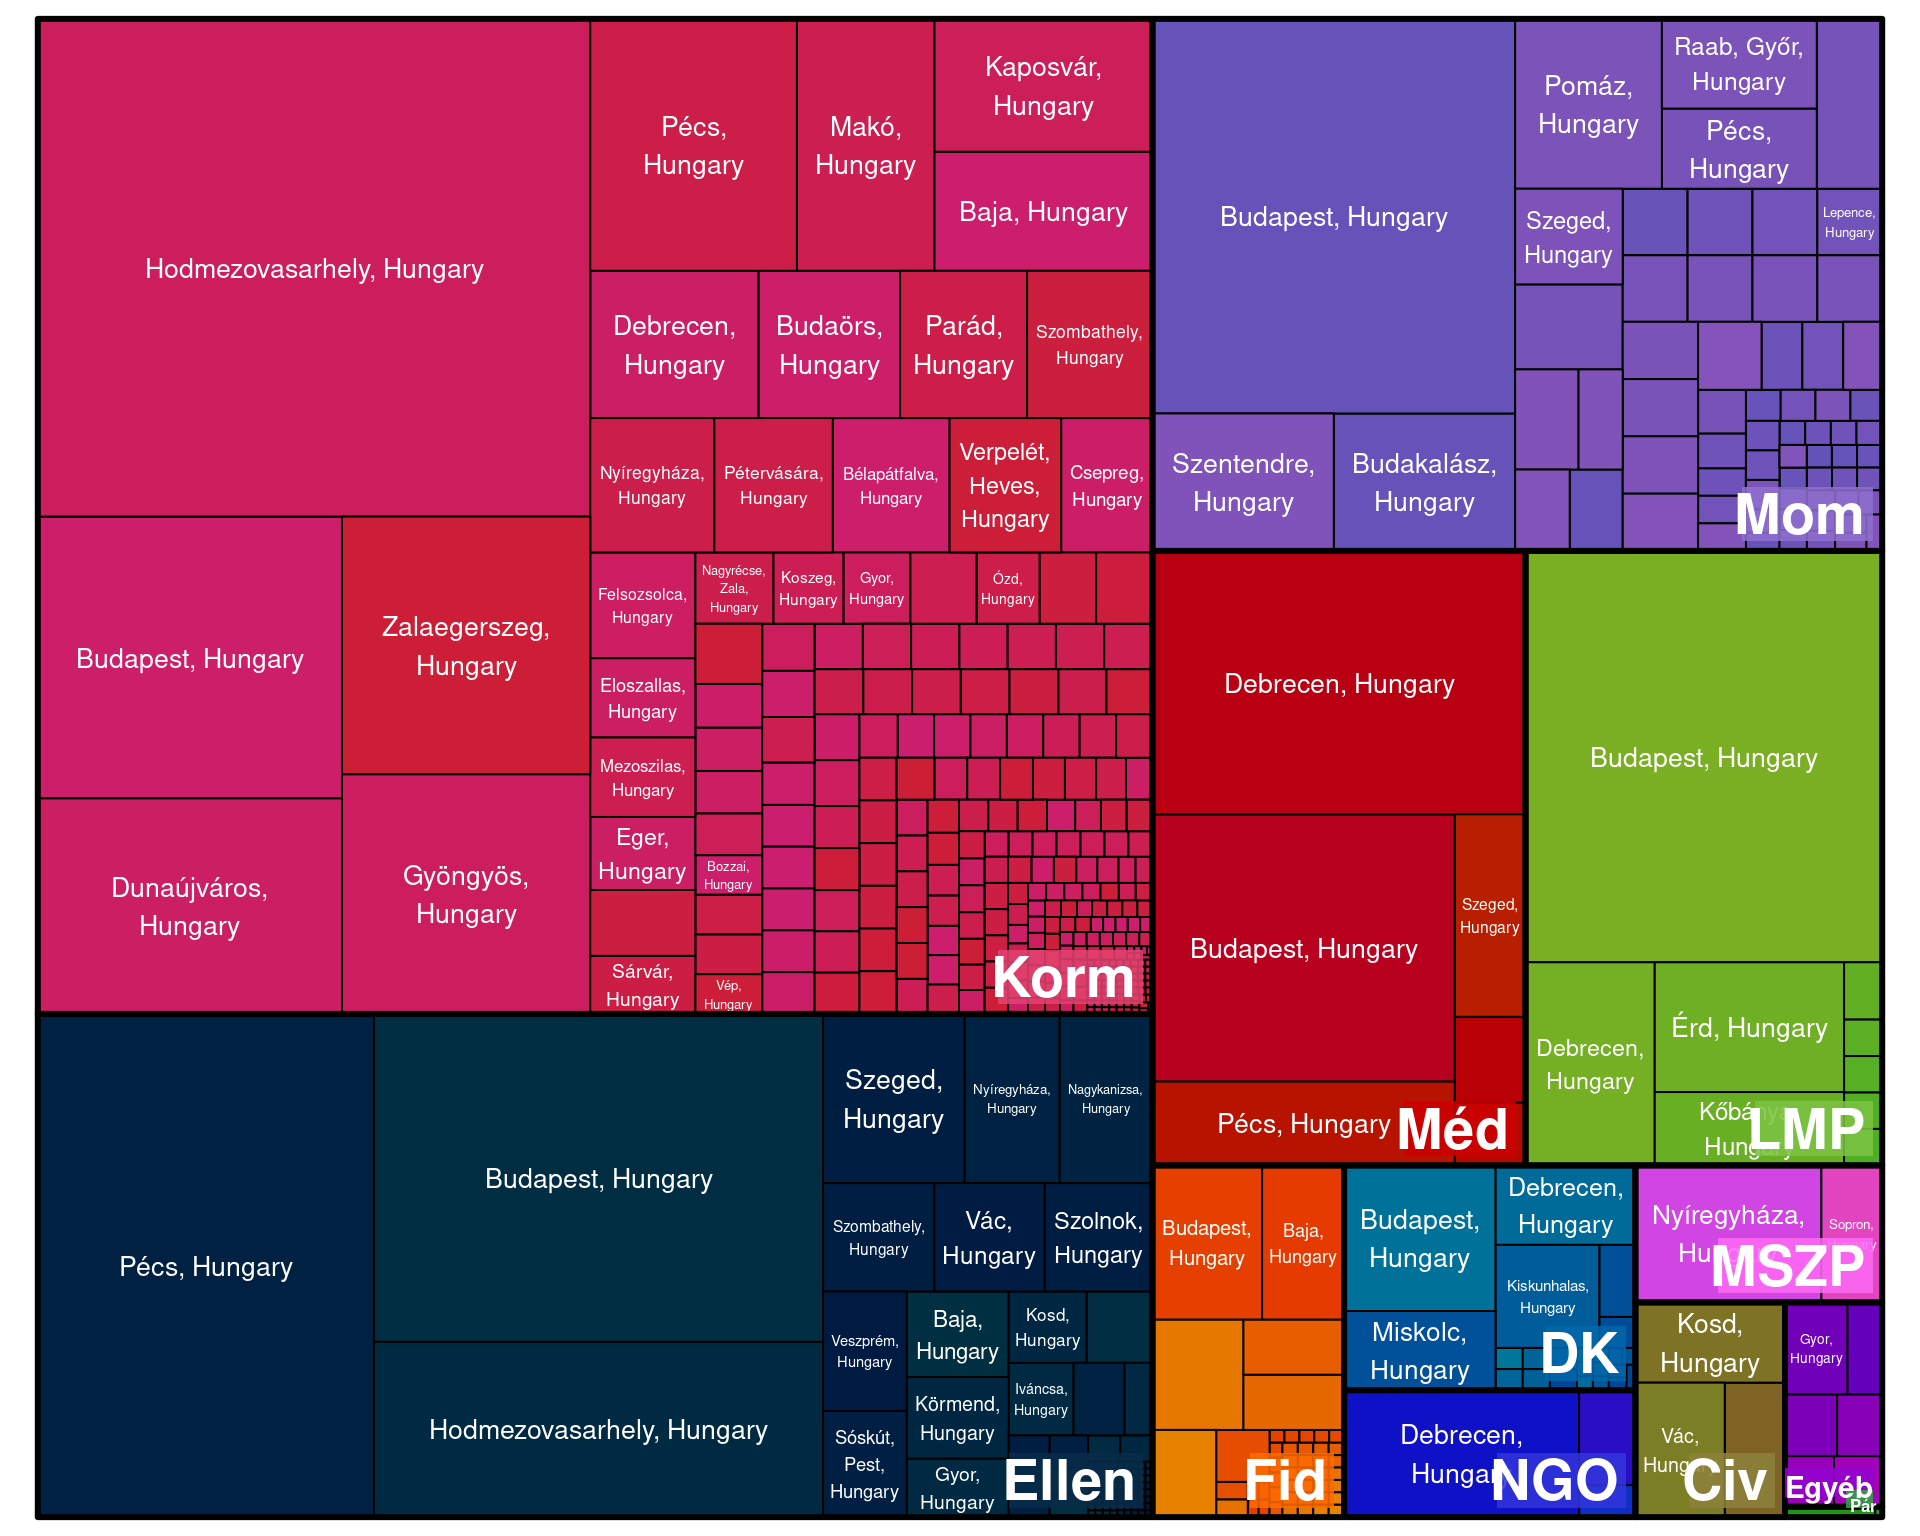 Hodmezovasarhely, Hungary
Budapest, Hungary
Zalaegerszeg,
Hungary
Dunaújváros,
Hungary
Gyöngyös,
Hungary
Pécs,
Hungary
Makó,
Hungary
Kaposvár,
Hungary
Baja, Hungary
Debrecen,
Hungary
Budaörs,
Hungary
Parád,
Hungary
Szombathely,
Hungary
Nyíregyháza,
Hungary
Pétervására,
Hungary
Bélapátfalva,
Hungary
Verpelét,
Heves,
Hungary
Csepreg,
Hungary
Felsozsolca,
Hungary
Nagyrécse,
Zala,
Hungary
Koszeg,
Hungary
Gyor,
Hungary
Ózd,
Hungary
Eloszallas,
Hungary
Mezoszilas,
Hungary
Eger,
Hungary
Bozzai,
Hungary
Sárvár,
Hungary
Vép,
Hungary
Korm
Budapest, Hungary
Szentendre,
Hungary
Budakalász,
Hungary
Pomáz,
Hungary
Raab, Győr,
Hungary
Pécs,
Hungary
Szeged,
Hungary
Lepence,
Hungary
Mom
Debrecen, Hungary
Budapest, Hungary
Szeged,
Hungary
Pécs, Hungary
Méd
Budapest, Hungary
Debrecen,
Hungary
Érd, Hungary
Kőbánya,
Hungary
LMP
Pécs, Hungary
Budapest, Hungary
Hodmezovasarhely, Hungary
Szeged,
Hungary
Nyíregyháza,
Hungary
Nagykanizsa,
Hungary
Szombathely,
Hungary
Vác,
Hungary
Szolnok,
Hungary
Veszprém,
Hungary
Baja,
Hungary
Kosd,
Hungary
Iváncsa,
Hungary
Körmend,
Hungary
Sóskút,
Pest,
Hungary
Gyor,
Hungary
Ellen
Budapest,
Hungary
Baja,
Hungary
Fid
Budapest,
Hungary
Debrecen,
Hungary
Kiskunhalas,
Hungary
Miskolc,
Hungary
DK
Debrecen,
Hungary
NGO
Nyíregyháza,
Hungary
Sopron,
Hungary
MSZP
Kosd,
Hungary
Vác,
Hungary
Civ
Gyor,
Hungary
Egyéb
Pár